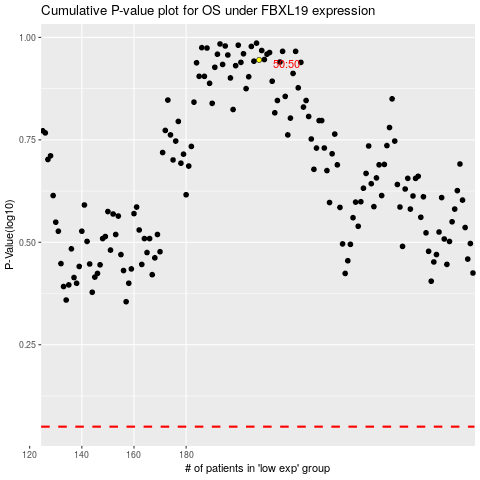 Cumulative P-value plot for OS under FBXL19 expression
1.00
50:50
0.75
P-Value(log10)
0.50
0.25
120 140 160 180
# of patients in 'low exp' group